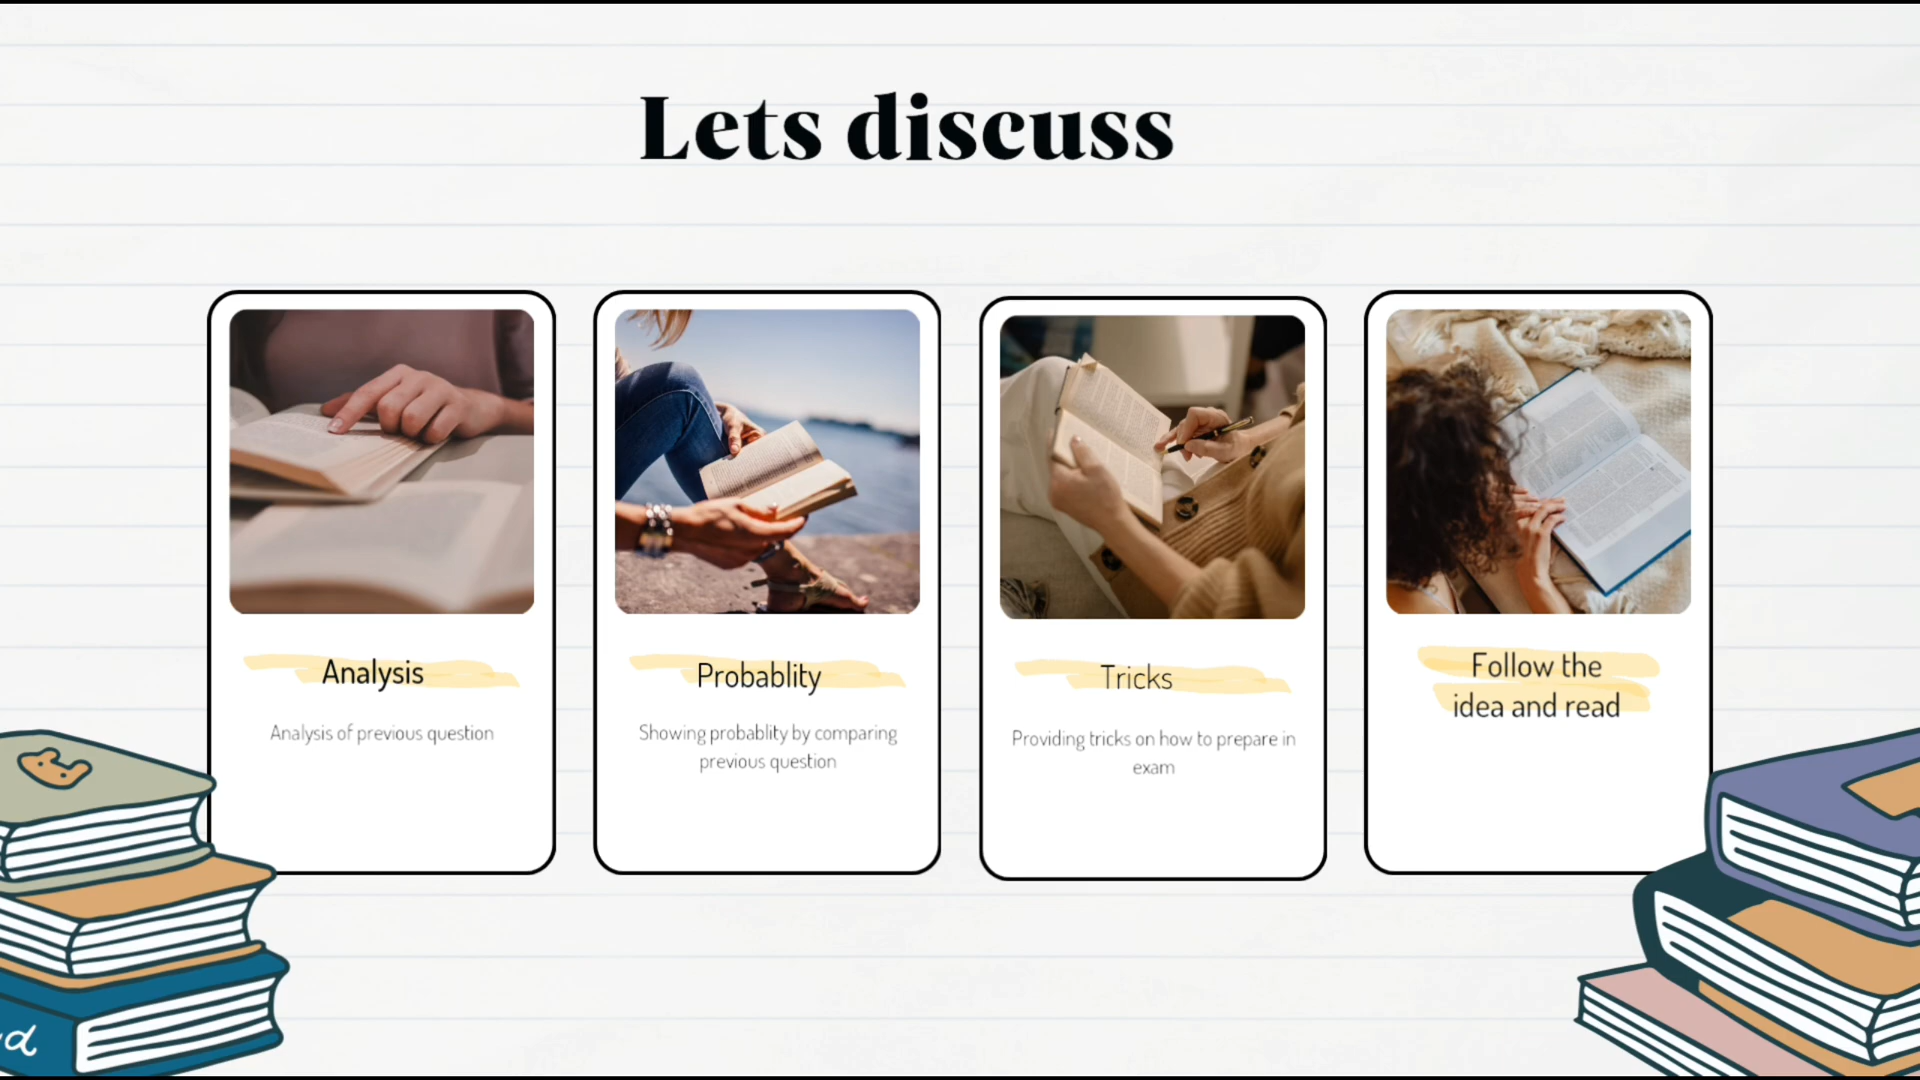 Lets discuss
Analysis
Analysis of previous question
Probablity
Showing probablity by comparing
previous question
Tricks
Providing tricks on how to prepare in
exam
Follow the
idea and read